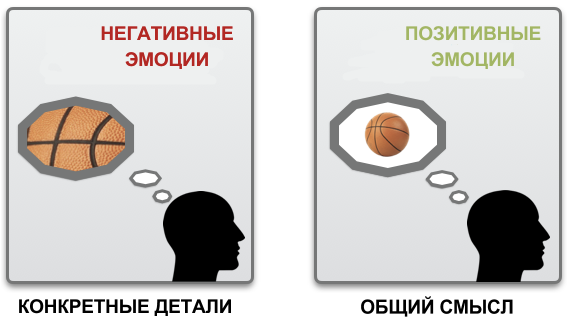 НЕГАТИВНЫЕ
ЭМОЦИИ
КОНКРЕТНЫЕ ДЕТАЛИ
ПОЗИТИВНЫЕ
ЭМОЦИИ
ОБЩИЙ СМЫСЛ